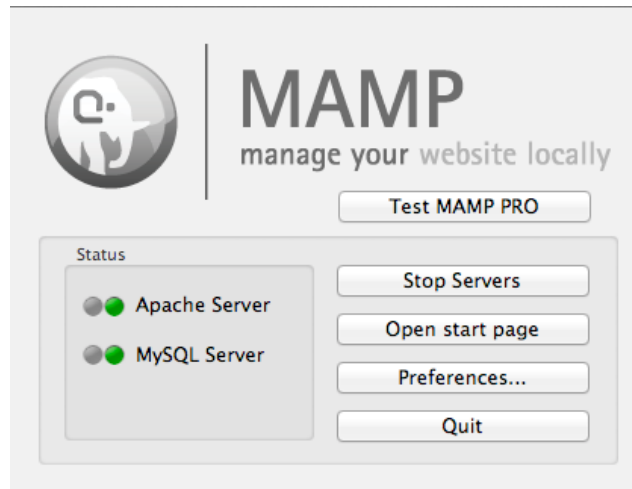 MAMP
manage your website locally
Test MAMP PRO
Status
Apache Server
MySQL Server
Stop Servers
Open start page
Preferences...
Quit